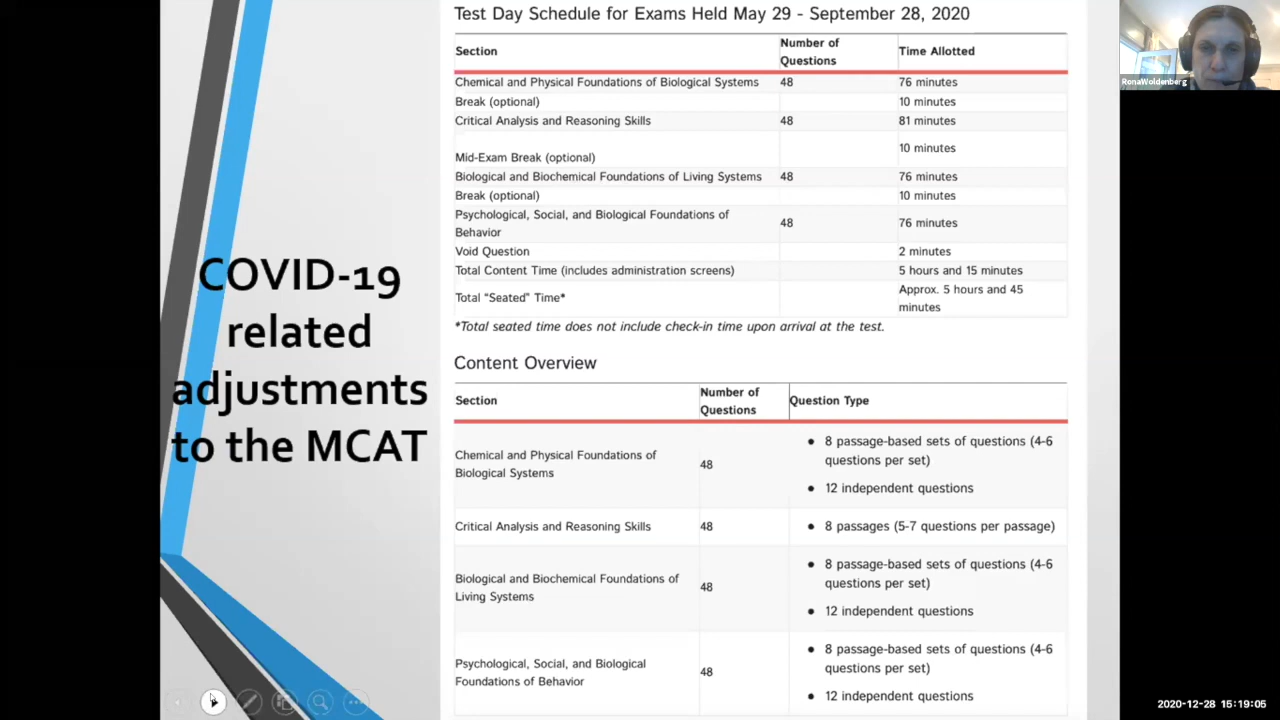 COVID-19
related
adjustments
to the MCAT
Test Day Schedule for Exams Held May 29 - September 28, 2020
Section Number of Questions Time Allotted
Chemical and Physical Foundations of Biological Systems 48 76 minutes
Break (optional) 10 minutes
Critical Analysis and Reasoning Skills 48 81 minutes
Mid-Exam Break (optional) 10 minutes
Biological and Biochemical Foundations of Living Systems 48 76 minutes
Break (optional) 10 minutes
Psychological, Social, and Biological Foundations of Behavior 48 76 minutes
Void Question 2 minutes
Total Content Time (includes administration screens) 5 hours and 15 minutes
Total “Seated” Time* Approx. 5 hours and 45 minutes
*Total seated time does not include check-in time upon arrival at the test.
Content Overview
Section Number of Questions Question Type
Chemical and Physical Foundations of Biological Systems 48
• 8 passage-based sets of questions (4-6 questions per set)
• 12 independent questions
Critical Analysis and Reasoning Skills 48
• 8 passages (5-7 questions per passage)
Biological and Biochemical Foundations of Living Systems 48
• 8 passage-based sets of questions (4-6 questions per set)
• 12 independent questions
Psychological, Social, and Biological Foundations of Behavior 48
• 8 passage-based sets of questions (4-6 questions per set)
• 12 independent questions
RonaWoldenberg
2020-12-28 15:19:05